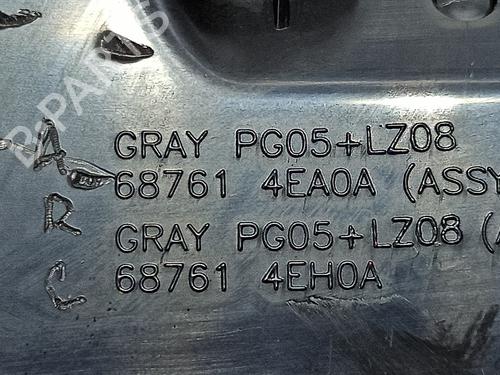 B-PARTS
GRAY PG05+LZ08
68761 4EA0A (ASSY
GRAY PG05+LZ08 (A
68761 4EH0A
A
R
C